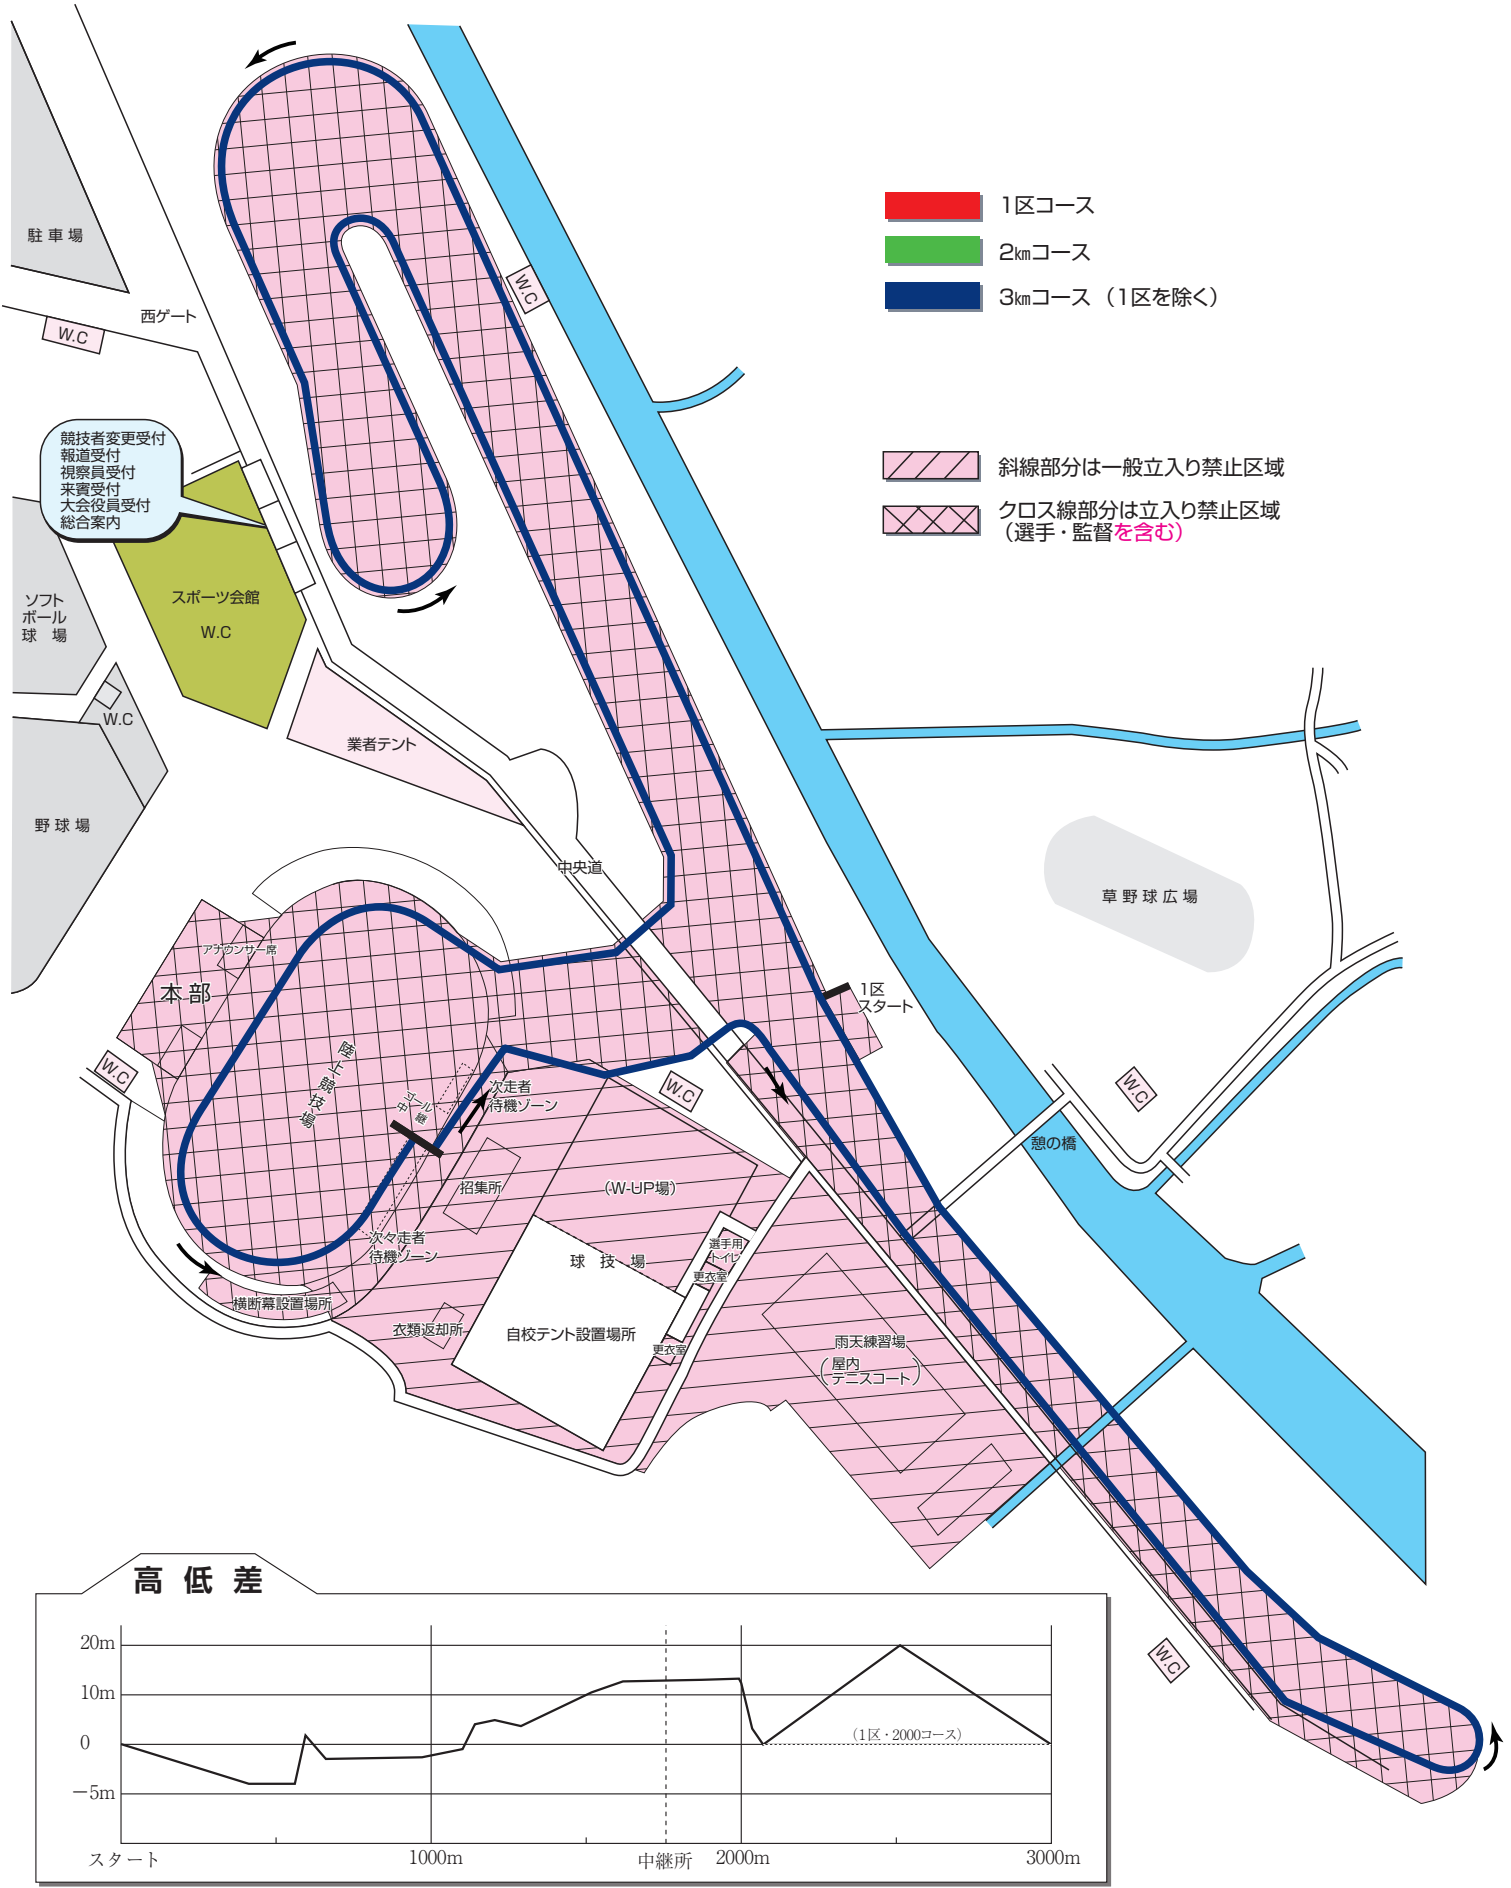 駐車場
西ゲート
W.C
W.C
1区コース
2㎞コース
3㎞コース（1区を除く）
斜線部分は一般立入り禁止区域
クロス線部分は立入り禁止区域
（選手・監督を含む）
競技者変更受付
報道受付
視察員受付
来賓受付
大会役員受付
総合案内
スポーツ会館
W.C
ソフト
ボール
球　場
W.C
野球場
業者テント
中央道
草野球広場
アナウンサー席
本部
W.C
陸上競技場
1区
スタート
ゴール
中継
次走者
待機ゾーン
W.C
W.C
憩の橋
招集所
（W-UP場）
次々走者
待機ゾーン
球　技　場
選手用
トイレ
更衣室
横断幕設置場所
衣類返却所
自校テント設置場所
更衣室
雨天練習場
（屋内
テニスコート）
W.C
高低差
20m
10m
0
−5m
（1区・2000コース）
スタート
1000m
中継所
2000m
3000m